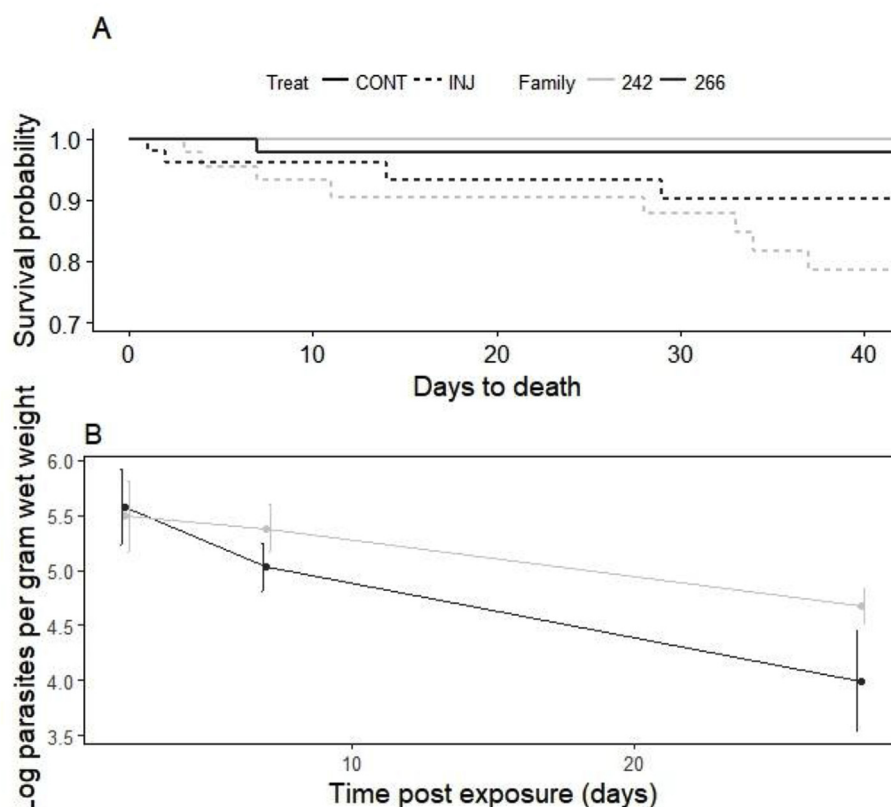 A
Treat CONT INJ Family 242 266
Survival probability
1.0
0.9
0.8
0.7
0 10 20 30 40
Days to death
B
Log parasites per gram wet weight
6.0
5.5
5.0
4.5
4.0
3.5
10 20
Time post exposure (days)